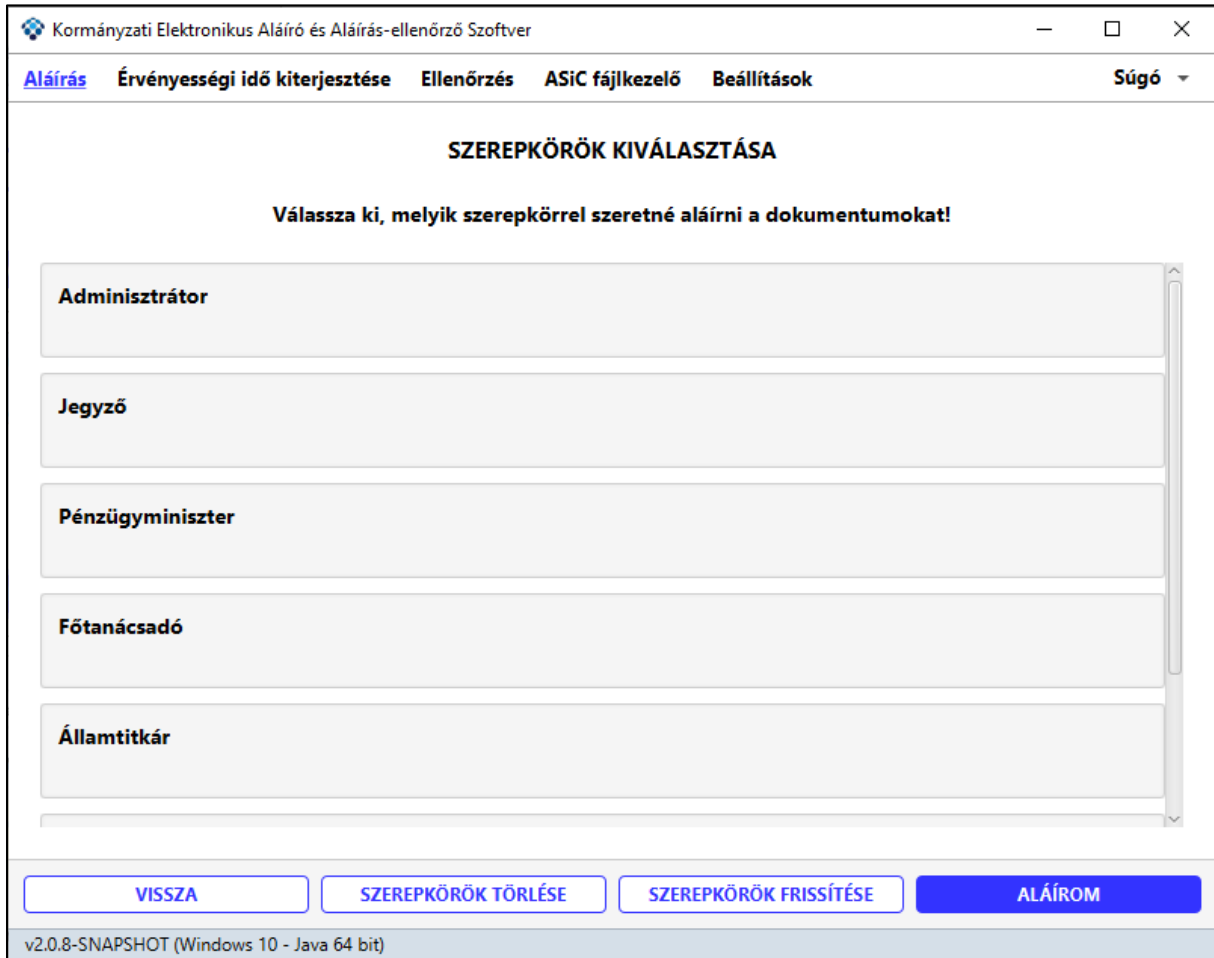 Kormányzati Elektronikus Aláíró és Aláírás-ellenőrző Szoftver
Aláírás Érvényességi idő kiterjesztése Ellenőrzés ASiC fájlkezelő Beállítások Súgó
SZEREPKÖRÖK KIVÁLASZTÁSA
Válassza ki, melyik szerepkörrel szeretné aláírni a dokumentumokat!
Adminisztrátor
Jegyző
Pénzügyminiszter
Főtanácsadó
Államtitkár
VISSZA SZEREPKÖRÖK TÖRLÉSE SZEREPKÖRÖK FRISSÍTÉSE ALÁÍROM
v2.0.8-SNAPSHOT (Windows 10 - Java 64 bit)